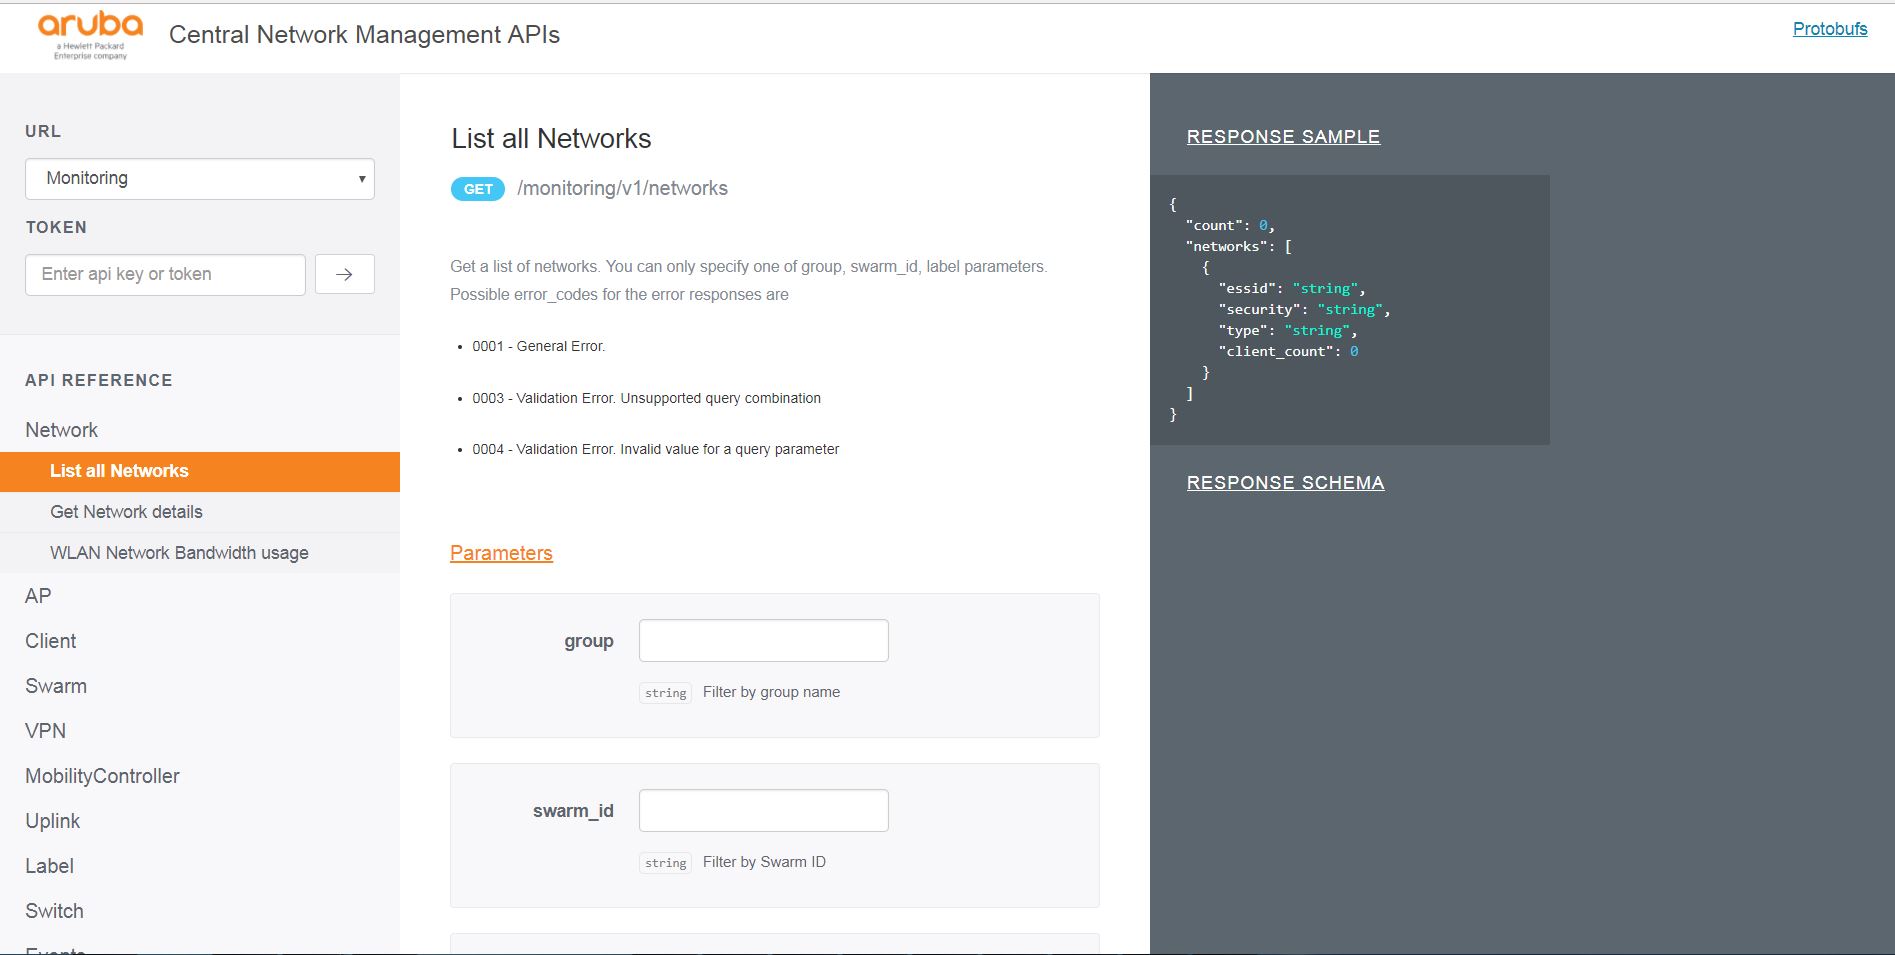 aruba
a Hewlett Packard
Enterprise company
Central Network Management APIs
Protobufs
URL
Monitoring
TOKEN
Enter api key or token
API REFERENCE
Network
List all Networks
Get Network details
WLAN Network Bandwidth usage
AP
Client
Swarm
VPN
MobilityController
Uplink
Label
Switch
Events
List all Networks
GET /monitoring/v1/networks
Get a list of networks. You can only specify one of group, swarm_id, label parameters.
Possible error_codes for the error responses are
• 0001 - General Error.
• 0003 - Validation Error. Unsupported query combination
• 0004 - Validation Error. Invalid value for a query parameter
Parameters
group
string Filter by group name
swarm_id
string Filter by Swarm ID
RESPONSE SAMPLE
{
"count": 0,
"networks": [
{
"essid": "string",
"security": "string",
"type": "string",
"client_count": 0
}
]
}
RESPONSE SCHEMA